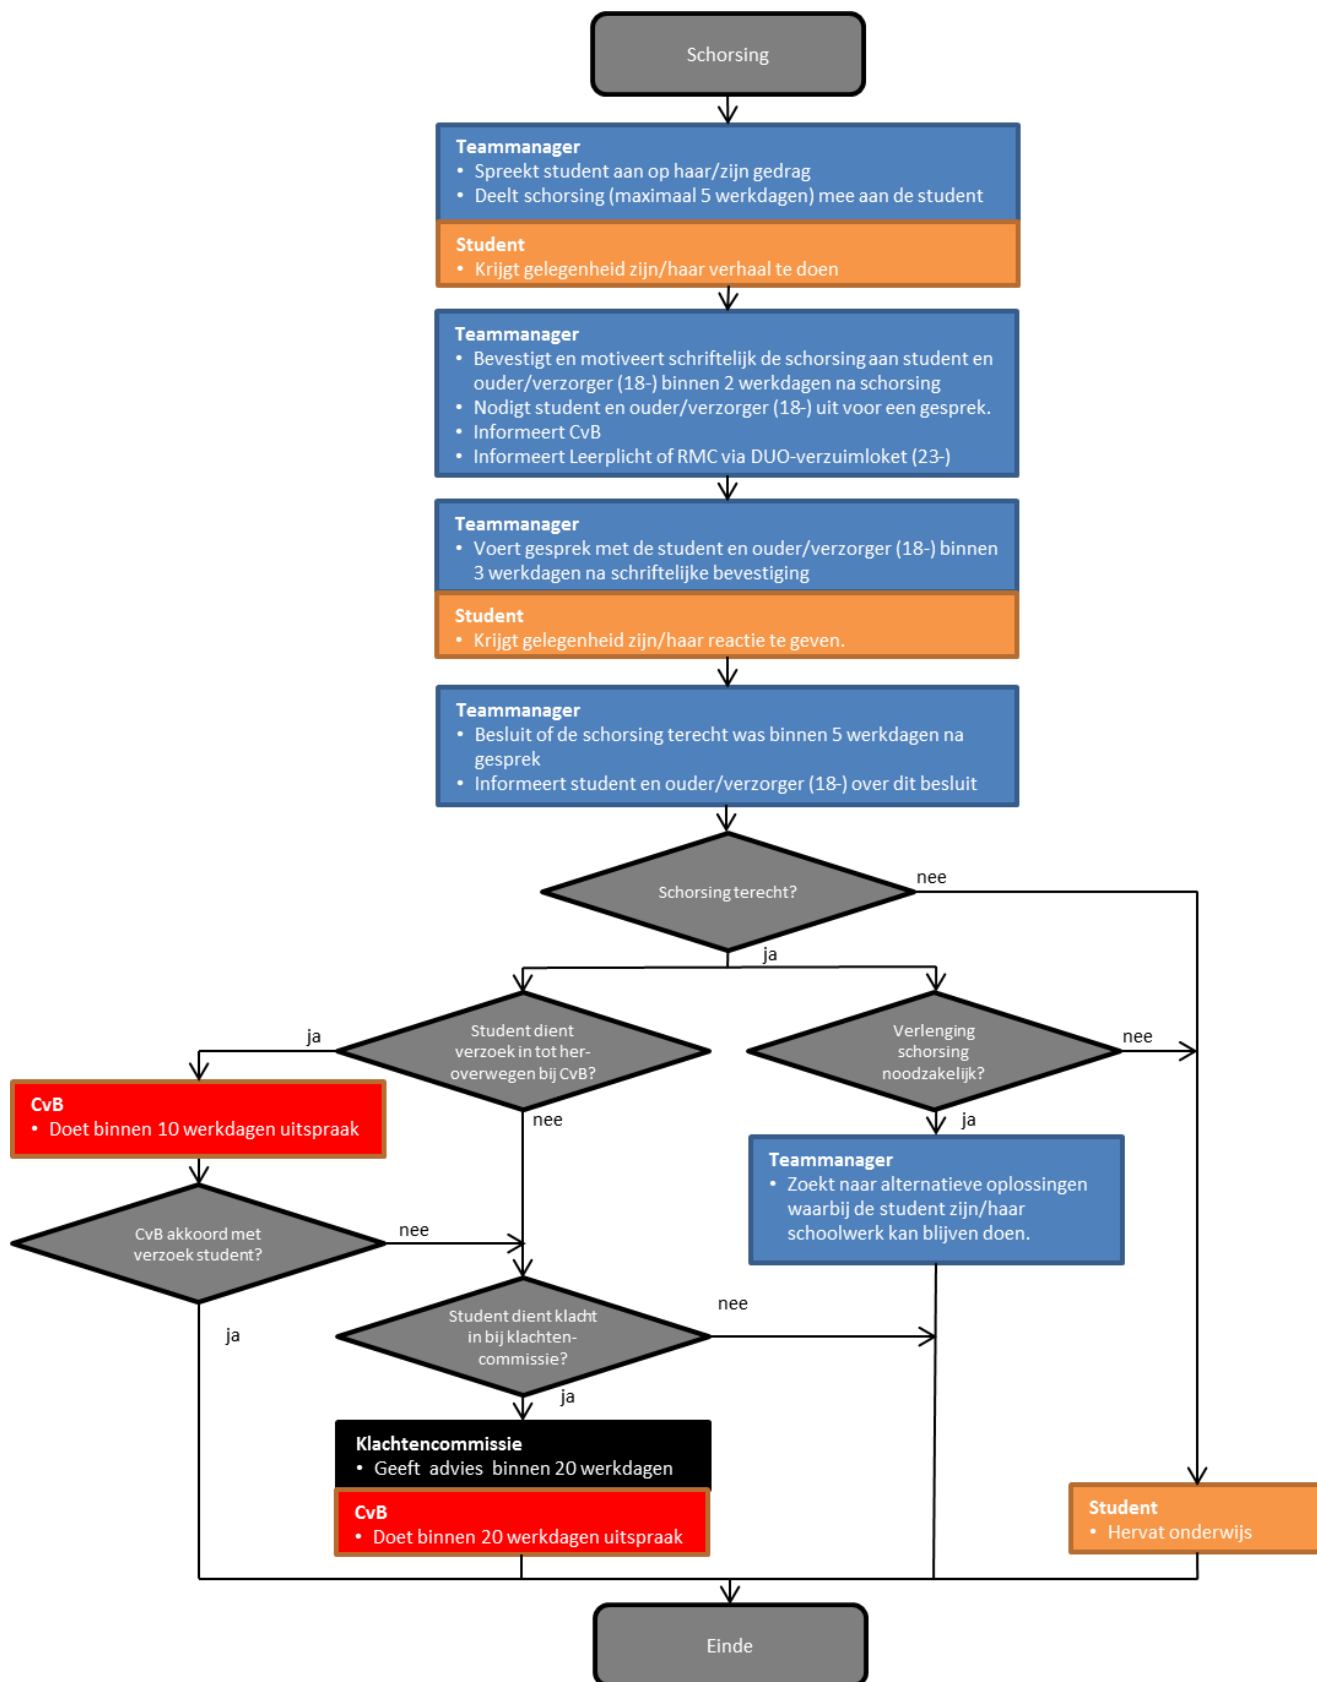 Schorsing
Teammanager
• Spreekt student aan op haar/zijn gedrag
• Deelt schorsing (maximaal 5 werkdagen) mee aan de student
Student
• Krijgt gelegenheid zijn/haar verhaal te doen
Teammanager
• Bevestigt en motiveert schriftelijk de schorsing aan student en
ouder/verzorger (18-) binnen 2 werkdagen na schorsing
• Nodigt student en ouder/verzorger (18-) uit voor een gesprek.
• Informeert CvB
• Informeert Leerplicht of RMC via DUO-verzuimloket (23-)
Teammanager
• Voert gesprek met de student en ouder/verzorger (18-) binnen
3 werkdagen na schriftelijke bevestiging
Student
• Krijgt gelegenheid zijn/haar reactie te geven.
Teammanager
• Besluit of de schorsing terecht was binnen 5 werkdagen na
gesprek
• Informeert student en ouder/verzorger (18-) over dit besluit
Schorsing terecht?
nee
ja
Student dient
verzoek in tot her-
overwegen bij CvB?
ja
nee
Verlenging
schorsing
noodzakelijk?
nee
ja
CvB
• Doet binnen 10 werkdagen uitspraak
Teammanager
• Zoekt naar alternatieve oplossingen
waarbij de student zijn/haar
schoolwerk kan blijven doen.
CvB akkoord met
verzoek student?
nee
ja
Student dient klacht
in bij klachten-
commissie?
nee
ja
Klachtencommissie
• Geeft advies binnen 20 werkdagen
CvB
• Doet binnen 20 werkdagen uitspraak
Student
• Hervat onderwijs
Einde